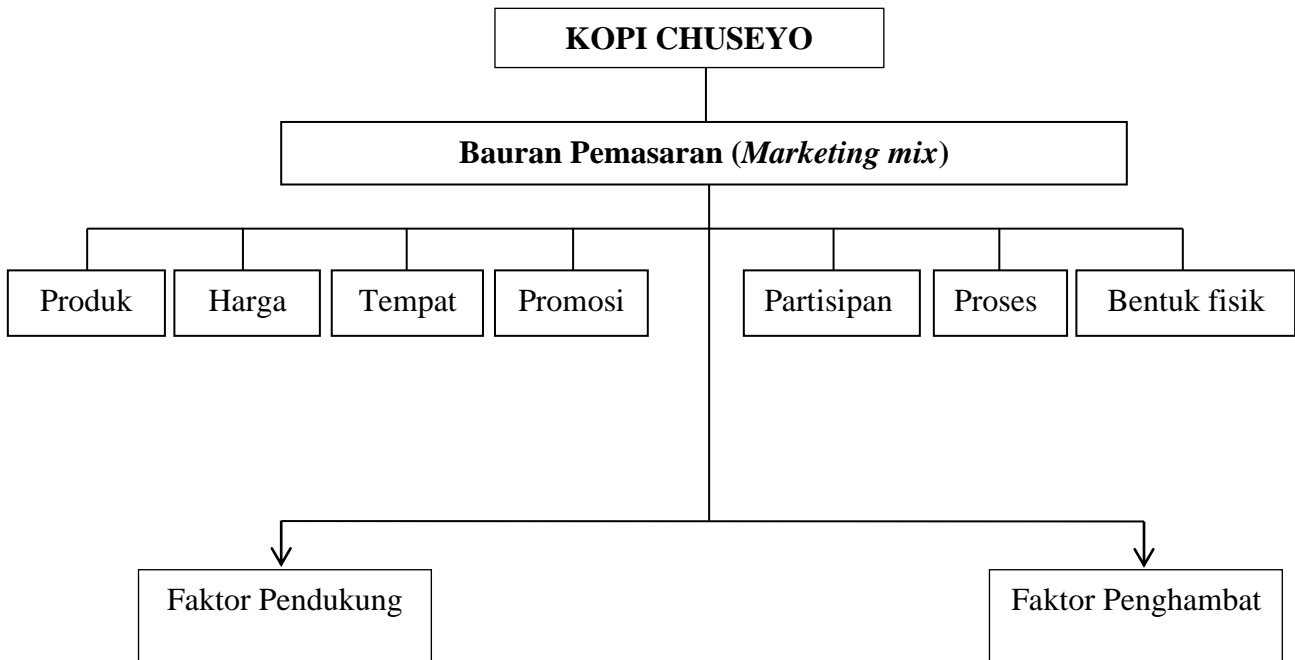 KOPI CHUSEYO
Bauran Pemasaran (Marketing mix)
Produk
Harga
Tempat
Promosi
Partisipan
Proses
Bentuk fisik
Faktor Pendukung
Faktor Penghambat